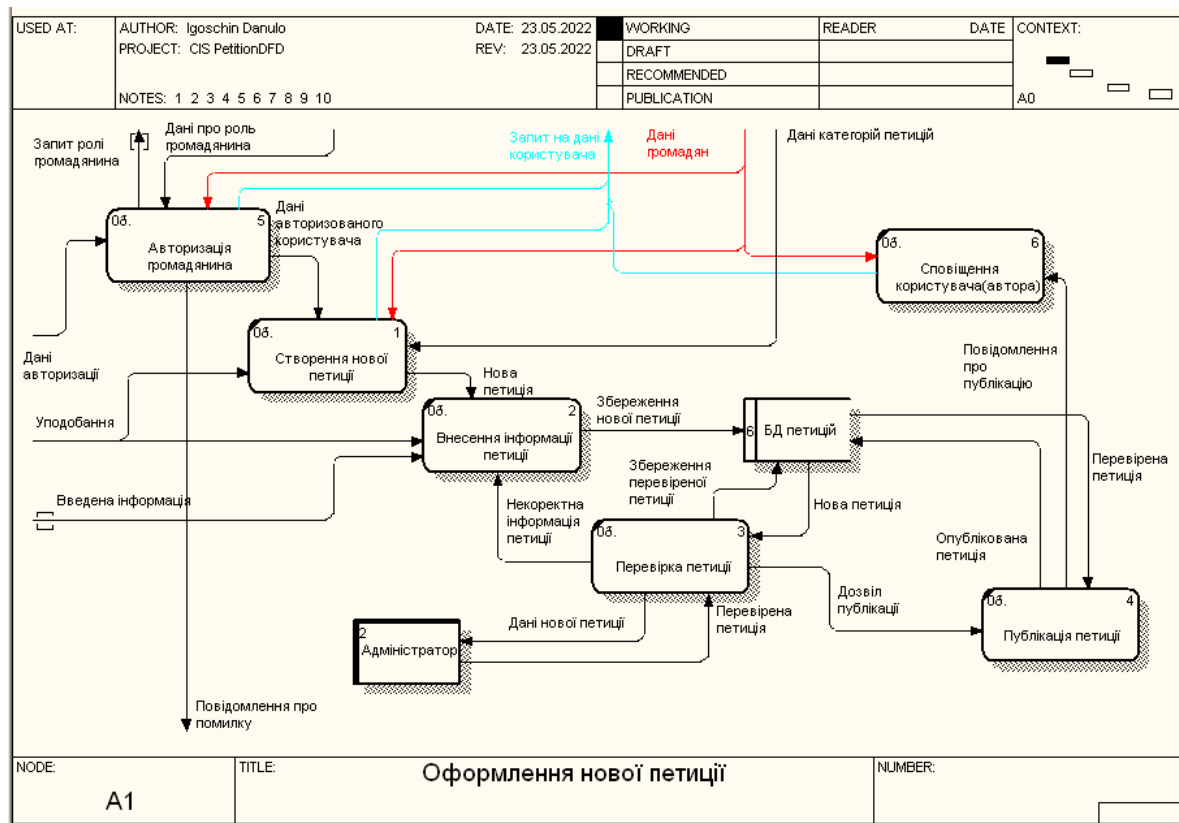 USED AT:
AUTHOR: Igoschin Danulo
DATE: 23.05.2022
PROJECT: CIS PetitionDFD
REV: 23.05.2022
NOTES: 1 2 3 4 5 6 7 8 9 10
WORKING
DRAFT
RECOMMENDED
PUBLICATION
READER
DATE
CONTEXT:
A0
Запит ролі
громадянина
Дані про роль
громадянина
Запит на дані
користувача
Дані
громадян
Дані категорій петицій
0ð.
5
Авторизація
громадянина
Дані
авторизованого
користувача
0ð.
6
Сповіщення
користувача(автора)
Дані
авторизації
0ð.
1
Створення нової
петиції
Повідомлення
про
публікацію
Уподобання
Нова
петиція
0ð.
2
Внесення інформації
петиції
Збереження
нової петиції
6
БД петицій
Перевірена
петиція
Введена інформація
Некоректна
інформація
петиції
Збереження
перевіреної
петиції
Нова петиція
0ð.
3
Перевірка петиції
Опублікована
петиція
Дозвіл
публікації
0ð.
4
Публікація петиції
Дані нової петиції
Перевірена
петиція
2
Адміністратор
Повідомлення про
помилку
NODE:
A1
TITLE:
Оформлення нової петиції
NUMBER: